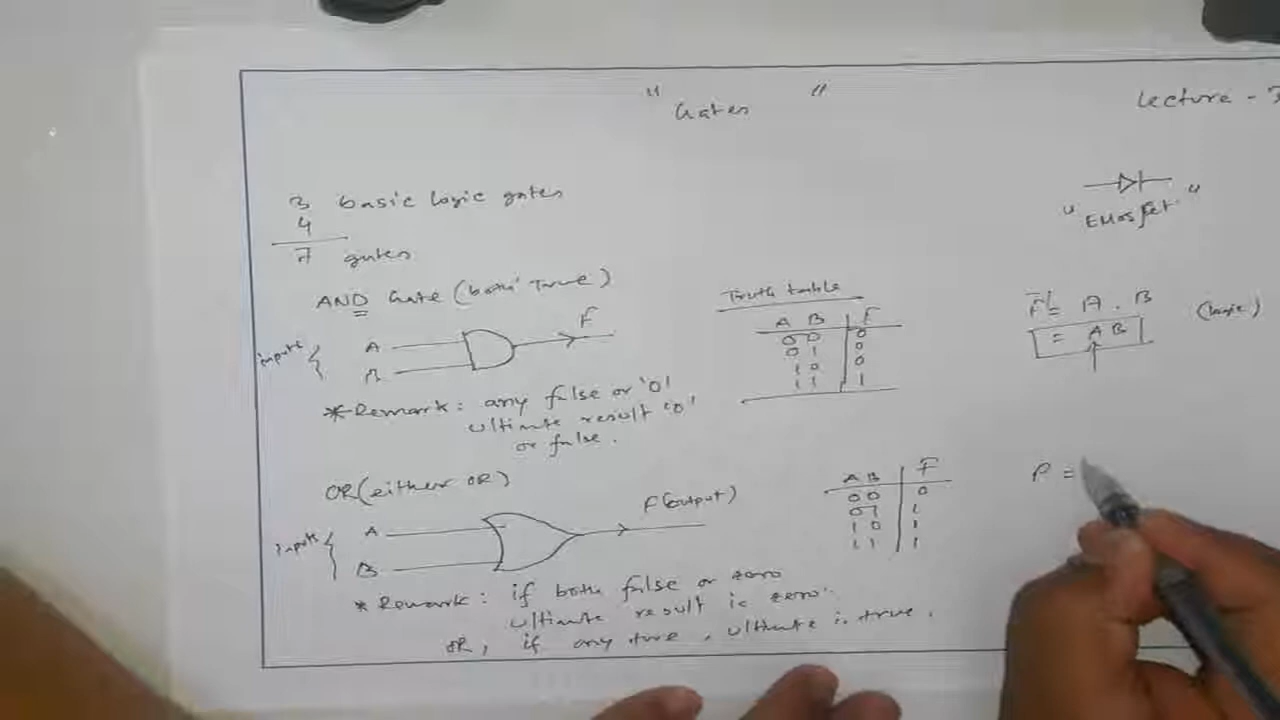 " Gates "
Lecture - 3
3 basic logic gates
4
7 gates
"EMosfet"
AND Gate (both True)
inputs { A
B
F
Truth table
A B F
0 0 0
0 1 0
1 0 0
1 1 1
F = A . B (logic)
= AB
*Remark: any false or '0'
ultimate result '0'
or false.
OR (either OR)
inputs { A
B
F(output)
A B F
0 0 0
0 1 1
1 0 1
1 1 1
F =
* Remark: if both false or zero
ultimate result is zero.
OR, if any ture, ultimate is true.